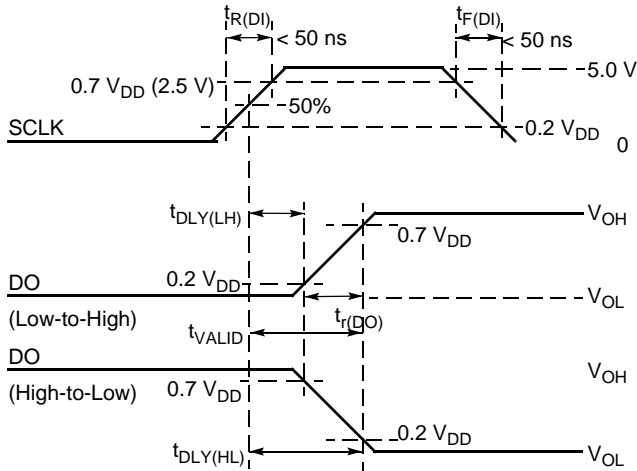 tR(DI)
< 50 ns
tF(DI)
< 50 ns
0.7 VDD (2.5 V)
5.0 V
50%
SCLK
0.2 VDD
0
tDLY(LH)
VOH
0.7 VDD
0.2 VDD
DO
(Low-to-High)
tr(DO)
VOL
tVALID
DO
(High-to-Low)
VOH
0.7 VDD
0.2 VDD
tDLY(HL)
VOL